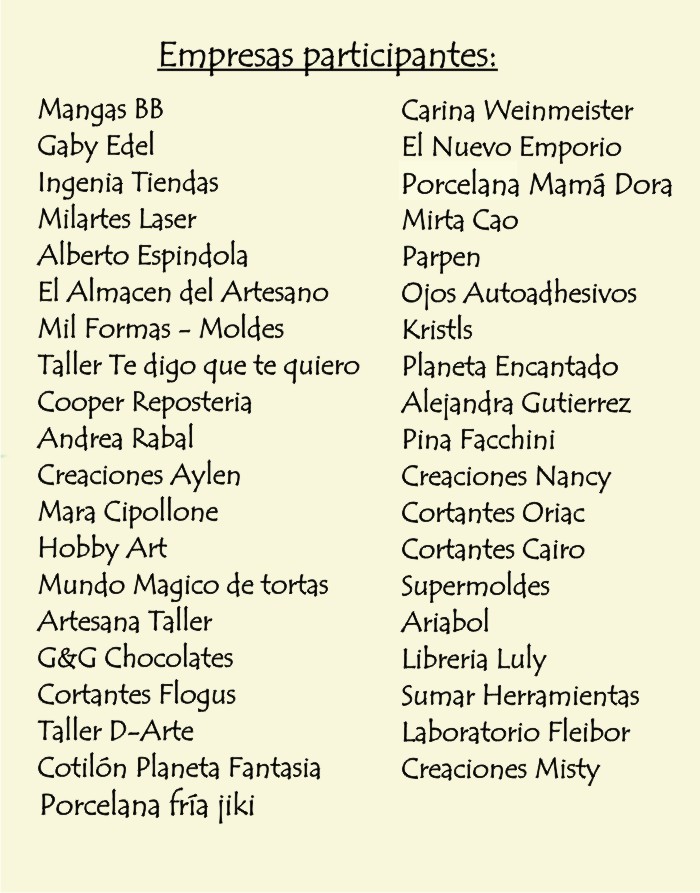 Empresas participantes:
Mangas BB
Gaby Edel
Ingenia Tiendas
Milartes Laser
Alberto Espindola
El Almacen del Artesano
Mil Formas - Moldes
Taller Te digo que te quiero
Cooper Reposteria
Andrea Rabal
Creaciones Aylen
Mara Cipollone
Hobby Art
Mundo Magico de tortas
Artesana Taller
G&G Chocolates
Cortantes Flogus
Taller D-Arte
Cotilón Planeta Fantasia
Porcelana fría jiki
Carina Weinmeister
El Nuevo Emporio
Porcelana Mamá Dora
Mirta Cao
Parpen
Ojos Autoadhesivos
Kristls
Planeta Encantado
Alejandra Gutierrez
Pina Facchini
Creaciones Nancy
Cortantes Oriac
Cortantes Cairo
Supermoldes
Ariabol
Libreria Luly
Sumar Herramientas
Laboratorio Fleibor
Creaciones Misty